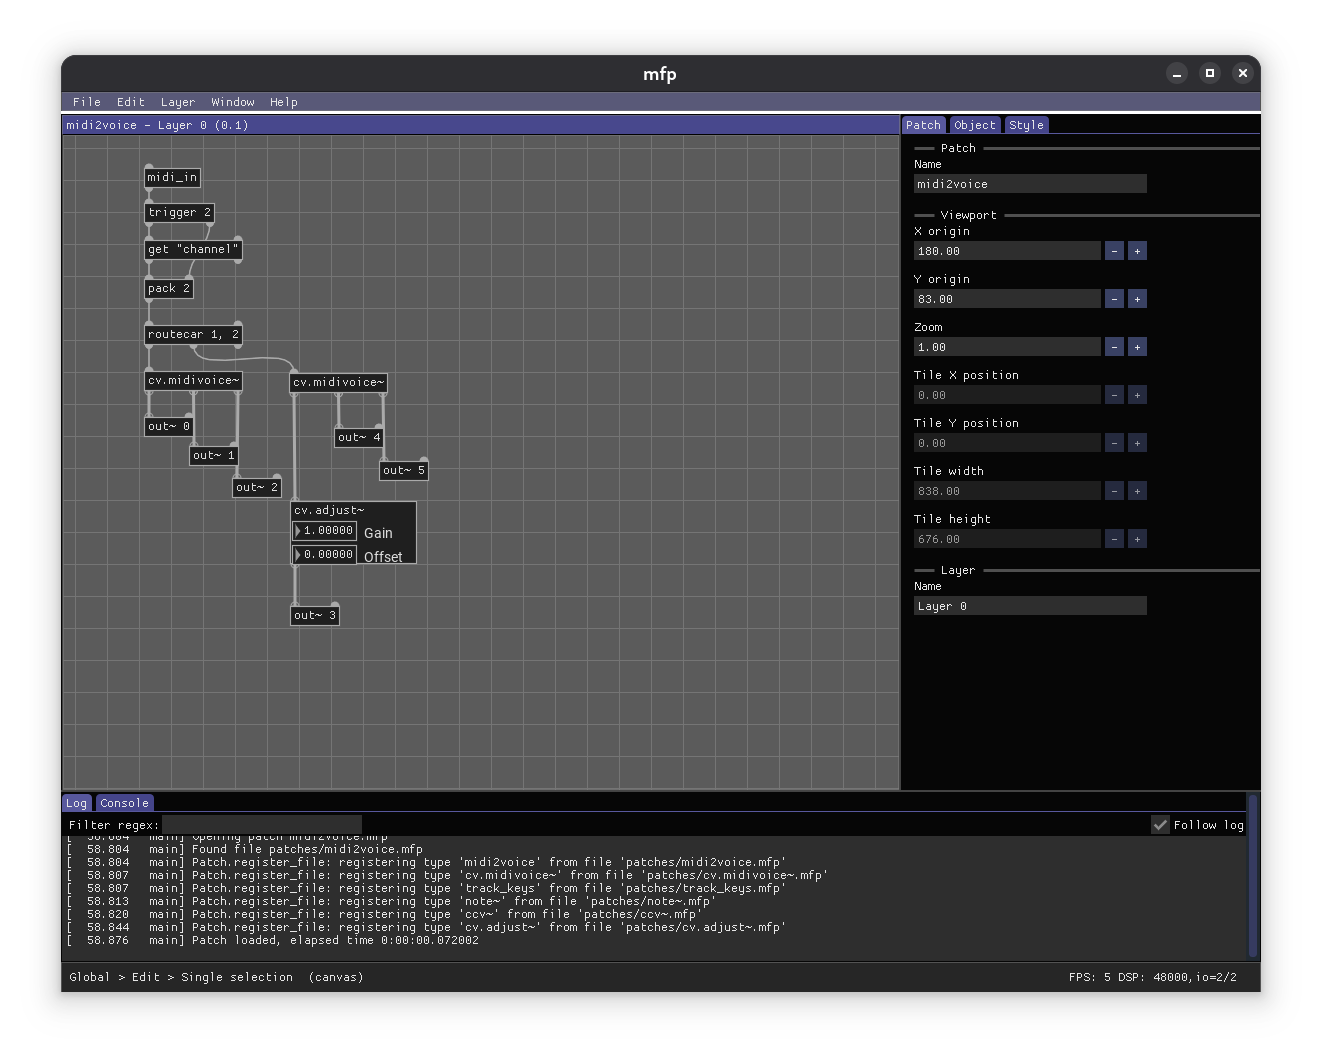 mfp
File Edit Layer Window Help
midi2voice - Layer 0 (0.1)
midi_in
trigger 2
get "channel"
pack 2
routecar 1, 2
cv.midivoice~
cv.midivoice~
out~ 0
out~ 4
out~ 1
out~ 5
out~ 2
cv.adjust~
1.00000 Gain
0.00000 Offset
out~ 3
Patch Object Style
Patch
Name
midi2voice
Viewport
X origin
180.00 - +
Y origin
83.00 - +
Zoom
1.00 - +
Tile X position
0.00 - +
Tile Y position
0.00 - +
Tile width
838.00 - +
Tile height
676.00 - +
Layer
Name
Layer 0
Log Console
Filter regex: Follow log
[ 58.804 main] Opening patch midi2voice.mfp
[ 58.804 main] Found file patches/midi2voice.mfp
[ 58.804 main] Patch.register_file: registering type 'midi2voice' from file 'patches/midi2voice.mfp'
[ 58.807 main] Patch.register_file: registering type 'cv.midivoice~' from file 'patches/cv.midivoice~.mfp'
[ 58.807 main] Patch.register_file: registering type 'track_keys' from file 'patches/track_keys.mfp'
[ 58.813 main] Patch.register_file: registering type 'note~' from file 'patches/note~.mfp'
[ 58.820 main] Patch.register_file: registering type 'ccv~' from file 'patches/ccv~.mfp'
[ 58.844 main] Patch.register_file: registering type 'cv.adjust~' from file 'patches/cv.adjust~.mfp'
[ 58.876 main] Patch loaded, elapsed time 0:00:00.072002
Global > Edit > Single selection (canvas)
FPS: 5 DSP: 48000,io=2/2